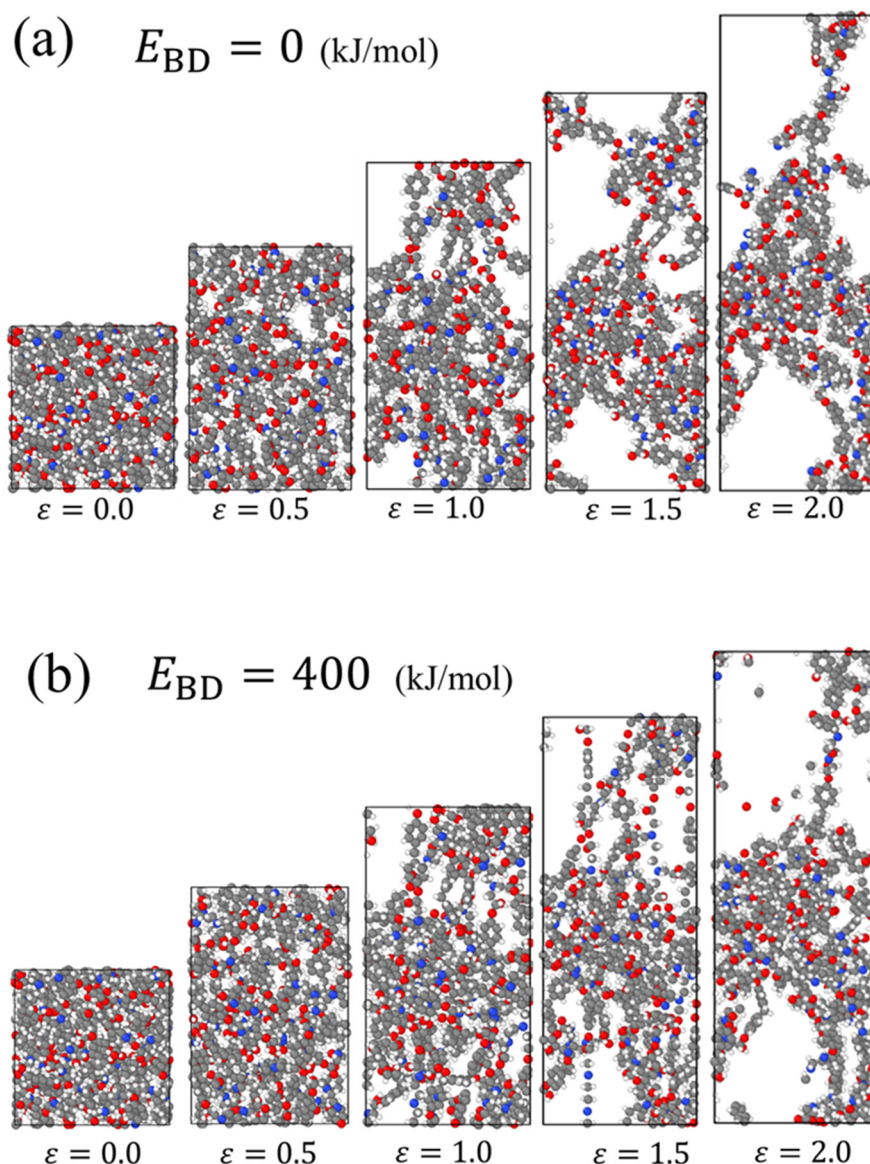 (a) E_BD = 0 (kJ/mol)
ε = 0.0 ε = 0.5 ε = 1.0 ε = 1.5 ε = 2.0
(b) E_BD = 400 (kJ/mol)
ε = 0.0 ε = 0.5 ε = 1.0 ε = 1.5 ε = 2.0